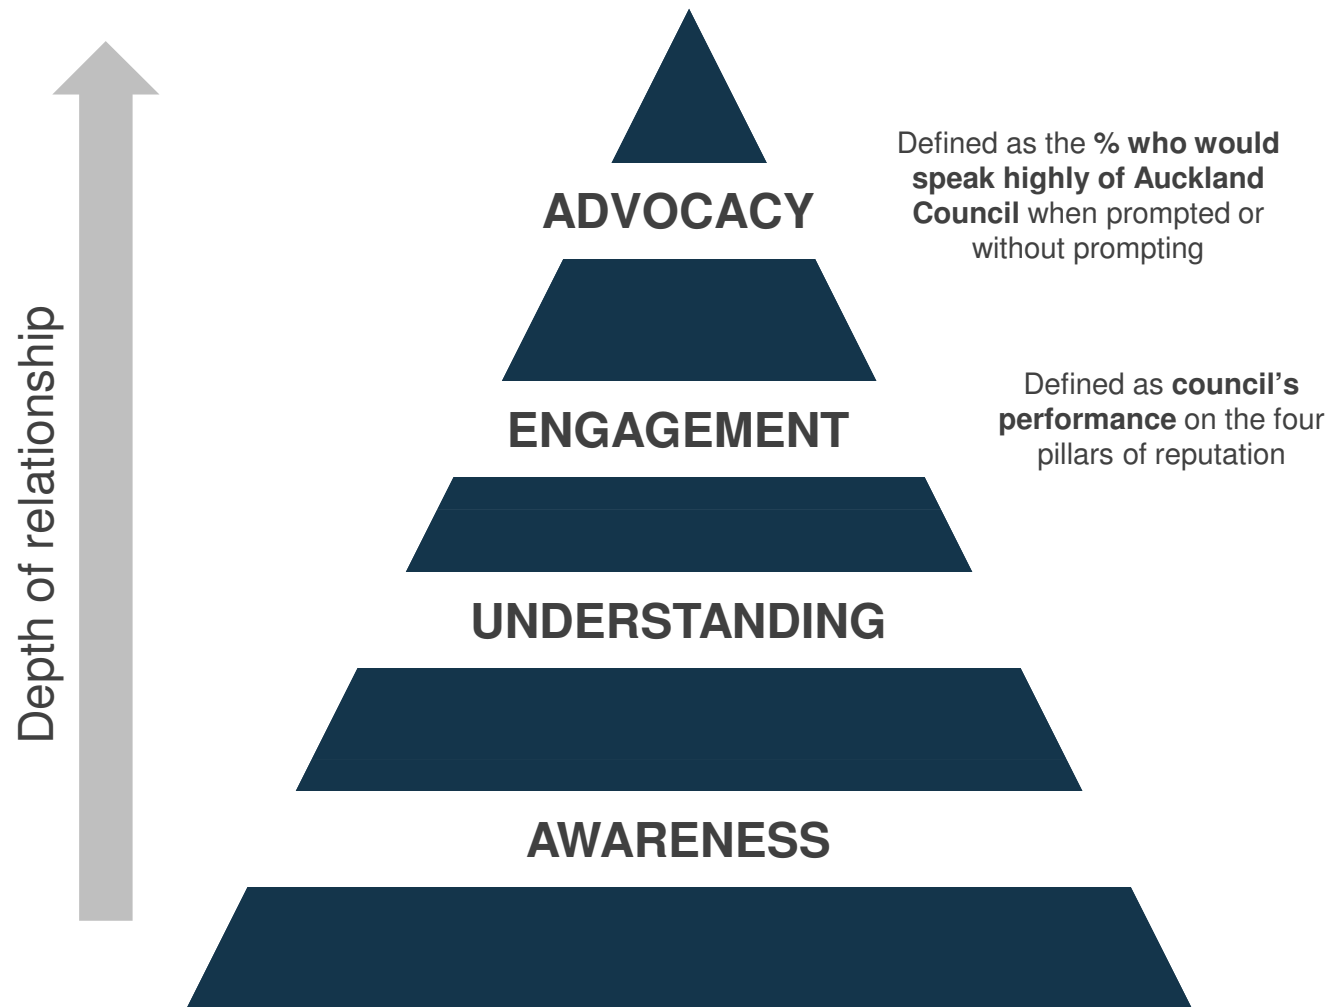 Defined as the % who would
speak highly of Auckland
Council when prompted or
without prompting
ADVOCACY
Defined as council’s
performance on the four
pillars of reputation
ENGAGEMENT
UNDERSTANDING
AWARENESS
Depth of relationship